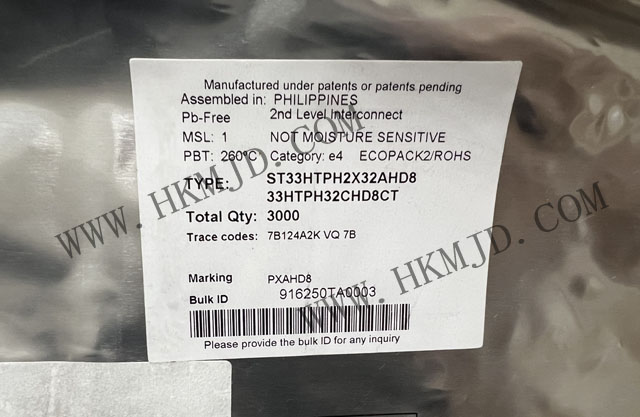 Manufactured under patents or patents pending
Assembled in: PHILIPPINES
Pb-Free 2nd Level Interconnect
MSL: 1 NOT MOISTURE SENSITIVE
PBT: 260°C Category: e4 ECOPACK2/ROHS
TYPE: ST33HTPH2X32AHD8
33HTPH32CHD8CT
Total Qty: 3000
Trace codes: 7B124A2K VQ 7B
Marking PXAHD8
Bulk ID 916250TA0003
Please provide the bulk ID for any inquiry
WWW.HKMJD.COM
WWW.HKMJD.COM